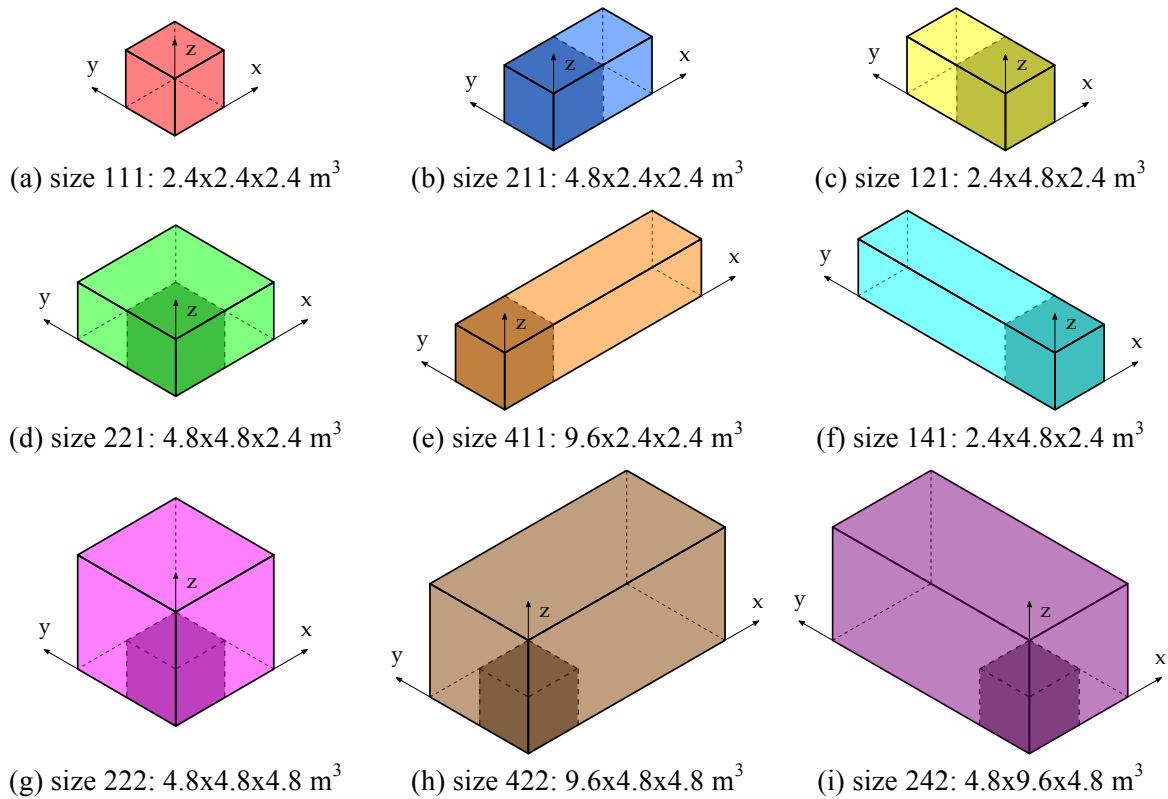 z
y
x
z
y
x
z
y
x
(a) size 111: 2.4x2.4x2.4 m³
(b) size 211: 4.8x2.4x2.4 m³
(c) size 121: 2.4x4.8x2.4 m³
z
y
x
z
y
x
z
y
x
(d) size 221: 4.8x4.8x2.4 m³
(e) size 411: 9.6x2.4x2.4 m³
(f) size 141: 2.4x4.8x2.4 m³
z
y
x
z
y
x
z
y
x
(g) size 222: 4.8x4.8x4.8 m³
(h) size 422: 9.6x4.8x4.8 m³
(i) size 242: 4.8x9.6x4.8 m³